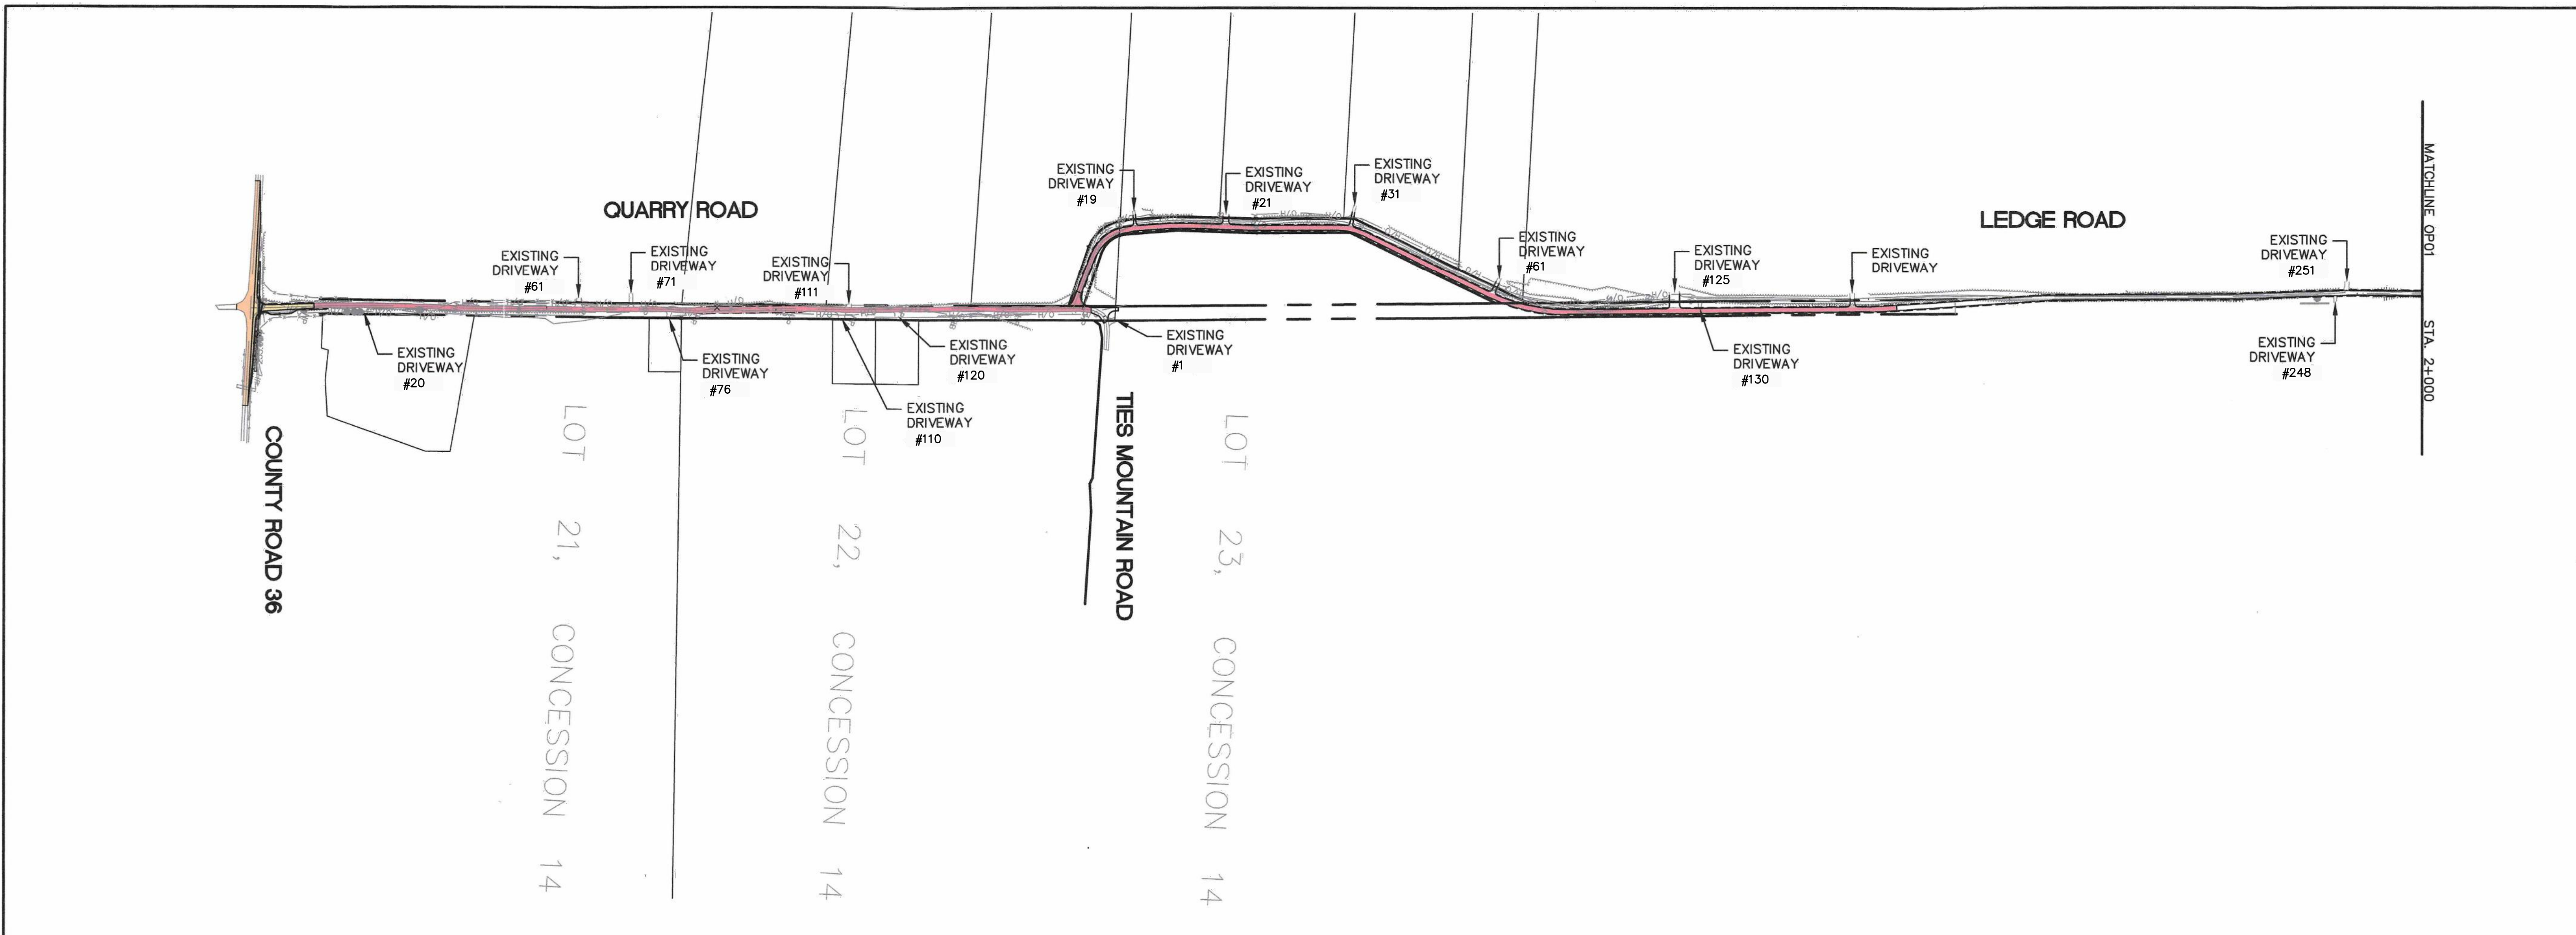 QUARRY ROAD
LEDGE ROAD
EXISTING
DRIVEWAY
#61
EXISTING
DRIVEWAY
#71
EXISTING
DRIVEWAY
#111
EXISTING
DRIVEWAY
#19
EXISTING
DRIVEWAY
#21
EXISTING
DRIVEWAY
#31
EXISTING
DRIVEWAY
#61
EXISTING
DRIVEWAY
#125
EXISTING
DRIVEWAY
EXISTING
DRIVEWAY
#251
EXISTING
DRIVEWAY
#20
EXISTING
DRIVEWAY
#76
EXISTING
DRIVEWAY
#110
EXISTING
DRIVEWAY
#120
EXISTING
DRIVEWAY
#1
EXISTING
DRIVEWAY
#130
EXISTING
DRIVEWAY
#248
COUNTY ROAD 36
LOT 21, CONCESSION 14
LOT 22, CONCESSION 14
TIES MOUNTAIN ROAD
LOT 23, CONCESSION 14
MATCHLINE OP01 STA. 2+000